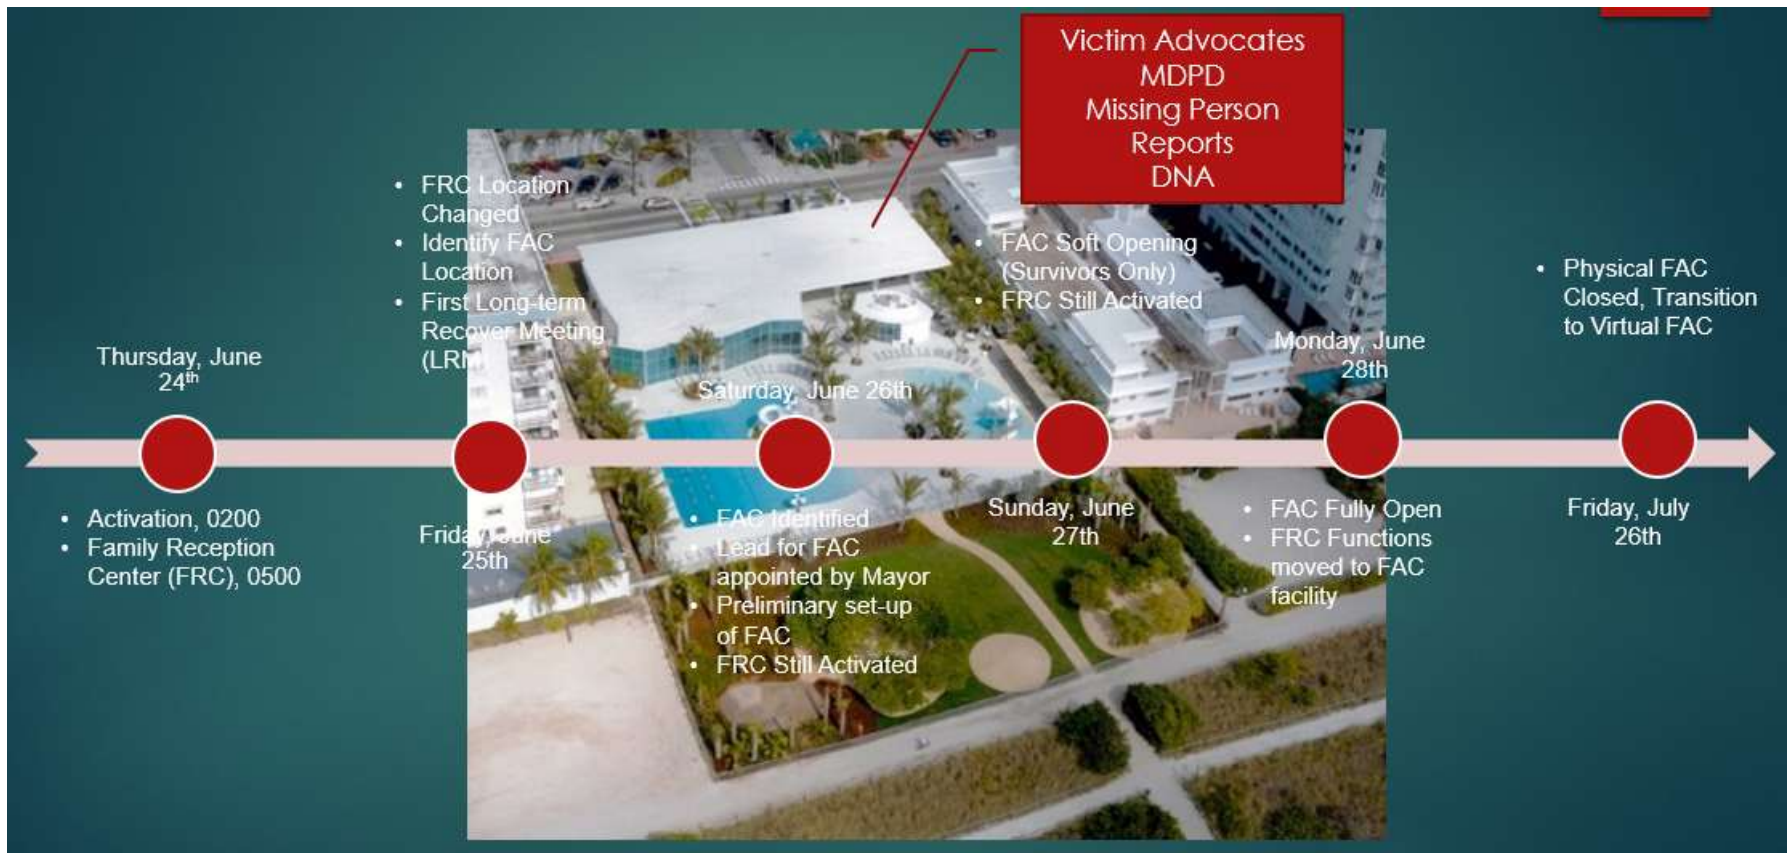 Victim Advocates
MDPD
Missing Person
Reports
DNA
Thursday, June
24th
• Activation, 0200
• Family Reception
Center (FRC), 0500
• FRC Location
Changed
• Identify FAC
Location
• First Long-term
Recover Meeting
(LRM
Friday, June
25th
Saturday, June 26th
• FAC Identified
• Lead for FAC
appointed by Mayor
• Preliminary set-up
of FAC
• FRC Still Activated
• FAC Soft Opening
(Survivors Only)
• FRC Still Activated
Sunday, June
27th
Monday, June
28th
• FAC Fully Open
• FRC Functions
moved to FAC
facility
• Physical FAC
Closed, Transition
to Virtual FAC
Friday, July
26th